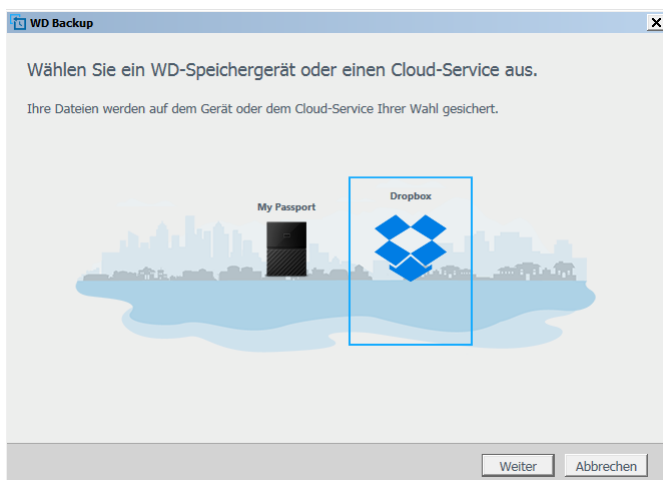 WD Backup
Wählen Sie ein WD-Speichergerät oder einen Cloud-Service aus.
Ihre Dateien werden auf dem Gerät oder dem Cloud-Service Ihrer Wahl gesichert.
Dropbox
My Passport
Weiter Abbrechen